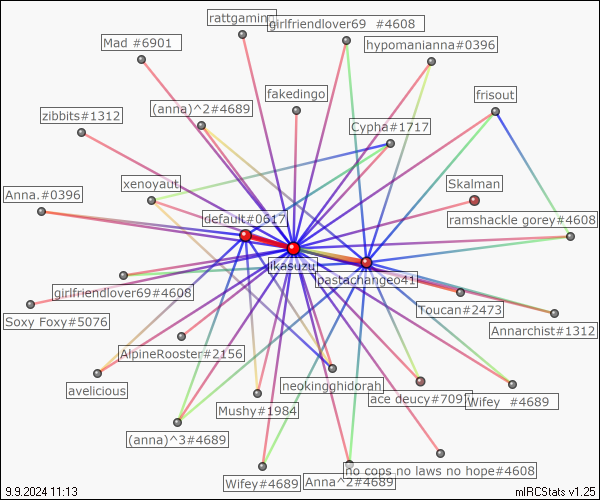 rattgaming
girlfriendlover69 #4608
Mad #6901
hypomanianna#0396
fakedingo
frisout
(anna)^2#4689
zibbits#1312
Cypha#1717
xenoyaut
Skalman
Anna.#0396
default#0617
ramshackle gorey#4608
ikasuzu
pastachange041
girlfriendlover69#4608
Toucan#2473
Soxy Foxy#5076
Annarchist#1312
AlpineRooster#2156
avelicious
neokingghidorah
ace deucy#709
Mushy#1984
Wifey #4689
(anna)^3#4689
no cops no laws no hope#4608
Wifey#4689
Anna^2#4689
9.9.2024 11:13
mIRCStats v1.25